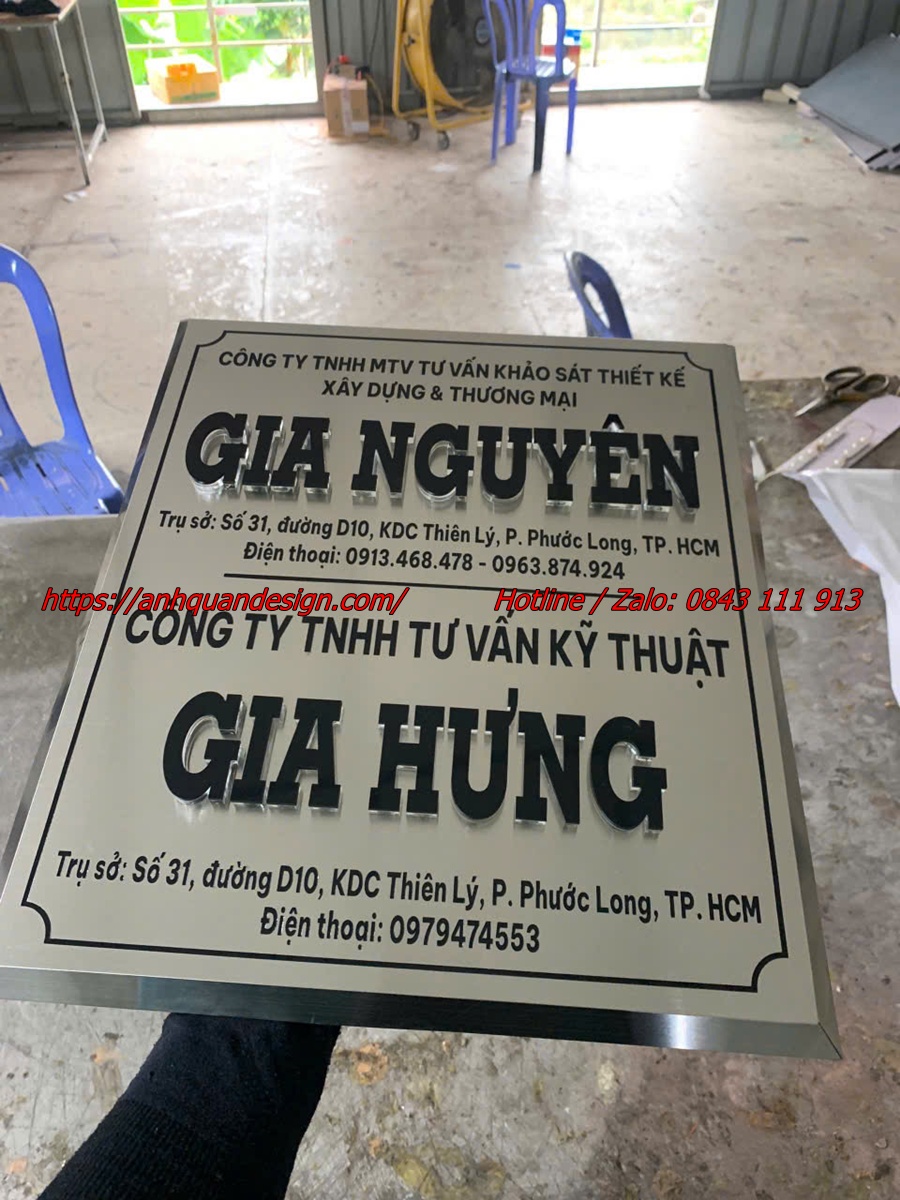 CÔNG TY TNHH MTV TƯ VẤN KHẢO SÁT THIẾT KẾ
XÂY DỰNG & THƯƠNG MẠI
GIA NGUYÊN
Trụ sở: Số 31, đường D10, KDC Thiên Lý, P. Phước Long, TP. HCM
Điện thoại: 0913.468.478 - 0963.874.924
https://anhquandesign.com/ Hotline / Zalo: 0843 111 913
CÔNG TY TNHH TƯ VẤN KỸ THUẬT
GIA HƯNG
Trụ sở: Số 31, đường D10, KDC Thiên Lý, P. Phước Long, TP. HCM
Điện thoại: 0979474553